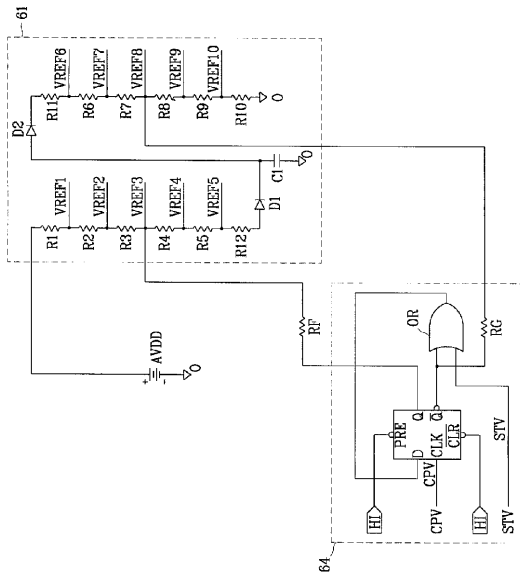 61
D2
R11
VREF6
R6
VREF7
R7
VREF8
R8
VREF9
R9
VREF10
R10
0
R1
VREF1
R2
VREF2
R3
VREF3
R4
VREF4
R5
VREF5
R12
D1
C1
0
AVDD
+
-
0
RF
RG
OR
64
HI
PRE
D
Q
CPV
CPV
CLK
Q̅
C̅L̅R̅
HI
STV
STV